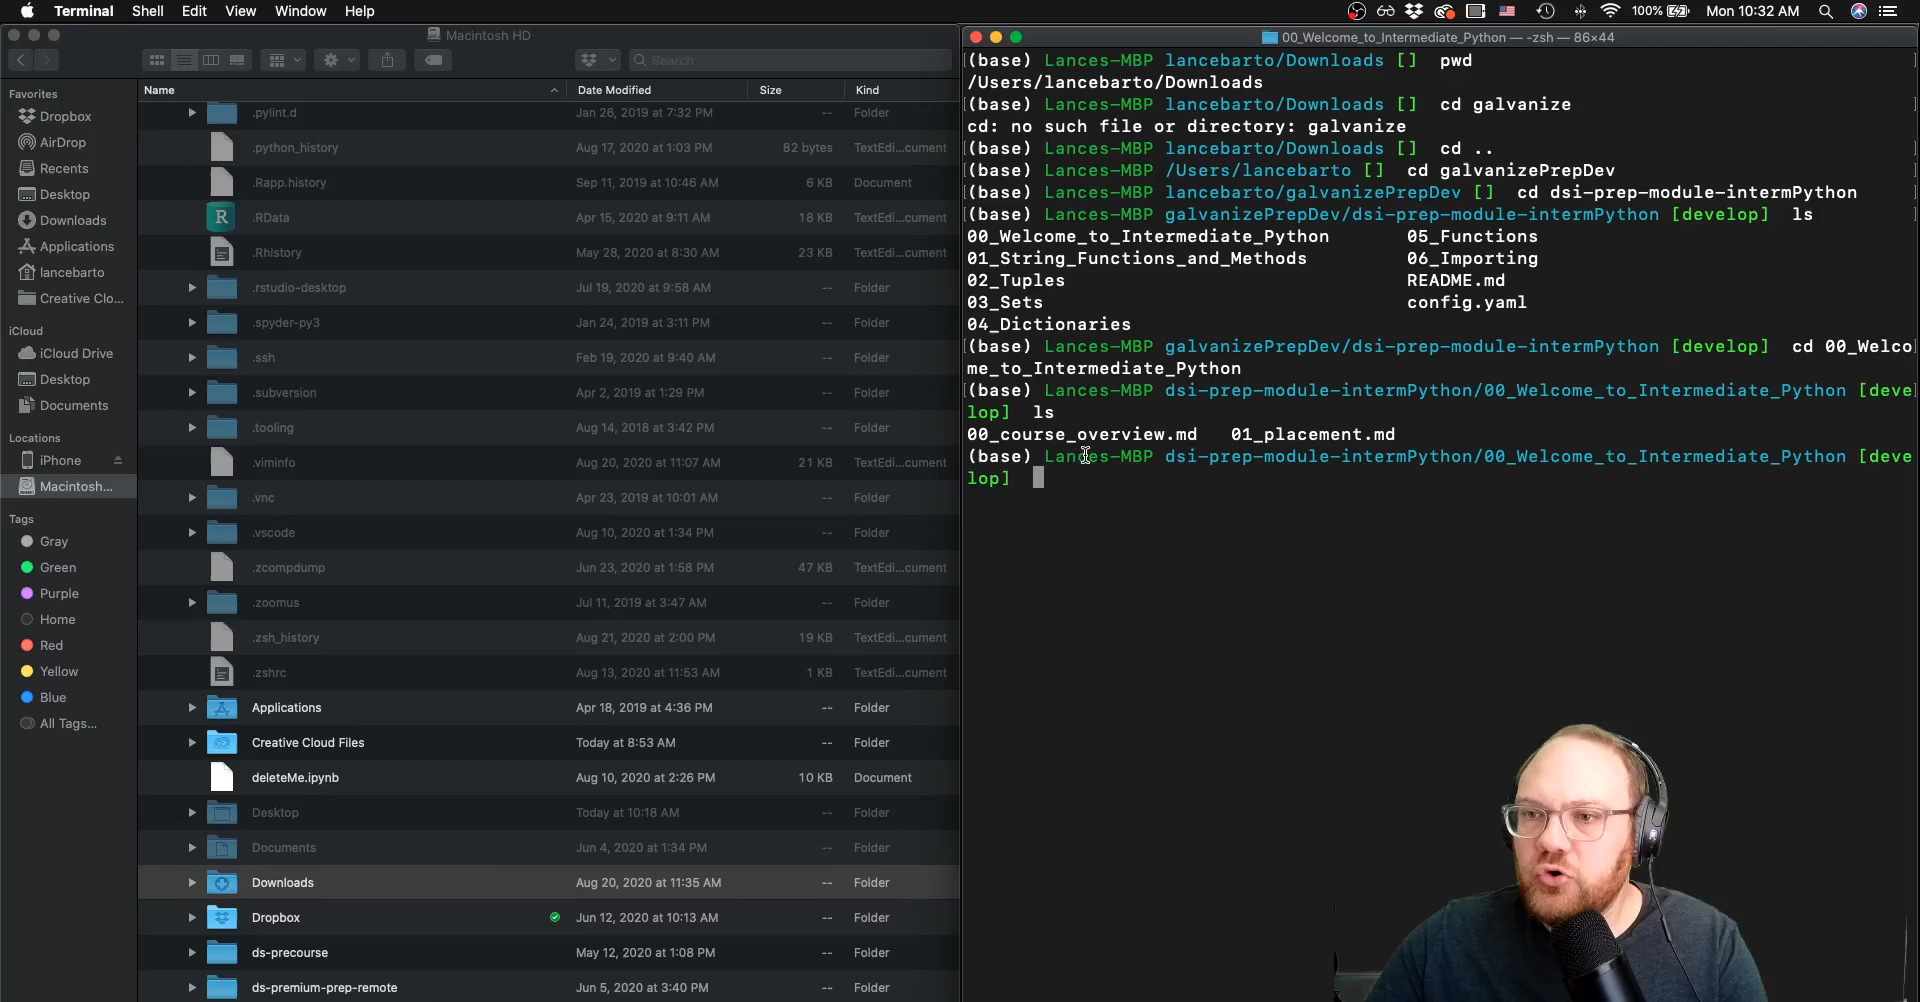 Terminal Shell Edit View Window Help 100% Mon 10:32 AM
Macintosh HD
Search
Name Date Modified Size Kind
Favorites
Dropbox
AirDrop
Recents
Desktop
Downloads
Applications
lancebarto
Creative Clo...
iCloud
iCloud Drive
Desktop
Documents
Locations
iPhone
Macintosh...
Tags
Gray
Green
Purple
Home
Red
Yellow
Blue
All Tags...
.pylint.d Jan 26, 2019 at 7:32 PM -- Folder
.python_history Aug 17, 2020 at 1:03 PM 82 bytes TextEdi...cument
.Rapp.history Sep 11, 2019 at 10:46 AM 6 KB Document
.RData Apr 15, 2019 at 9:11 AM 18 KB TextEdi...cument
.Rhistory May 28, 2020 at 8:30 AM 23 KB TextEdi...cument
.rstudio-desktop Jul 19, 2020 at 9:58 AM -- Folder
.spyder-py3 Jan 24, 2019 at 3:11 PM -- Folder
.ssh Feb 19, 2020 at 9:40 AM -- Folder
.subversion Apr 2, 2019 at 1:29 PM -- Folder
.tooling Aug 14, 2018 at 3:42 PM -- Folder
.viminfo Aug 20, 2020 at 11:07 AM 21 KB TextEdi...cument
.vnc Apr 23, 2019 at 10:01 AM -- Folder
.vscode Aug 10, 2020 at 1:34 PM -- Folder
.zcompdump Jun 23, 2020 at 1:58 PM 47 KB TextEdi...cument
.zoomus Jul 11, 2019 at 3:47 AM -- Folder
.zsh_history Aug 21, 2020 at 2:00 PM 19 KB TextEdi...cument
.zshrc Aug 13, 2020 at 11:53 AM 1 KB TextEdi...cument
Applications Apr 18, 2019 at 4:36 PM -- Folder
Creative Cloud Files Today at 8:53 AM -- Folder
deleteMe.ipynb Aug 10, 2020 at 2:26 PM 10 KB Document
Desktop Today at 10:18 AM -- Folder
Documents Jun 4, 2020 at 1:34 PM -- Folder
Downloads Aug 20, 2020 at 11:35 AM -- Folder
Dropbox Jun 12, 2020 at 10:13 AM -- Folder
ds-precourse May 12, 2020 at 1:08 PM -- Folder
ds-premium-prep-remote Jun 5, 2020 at 3:40 PM -- Folder
00_Welcome_to_Intermediate_Python — -zsh — 86×44
[(base) Lances-MBP lancebarto/Downloads [] pwd ]
/Users/lancebarto/Downloads
[(base) Lances-MBP lancebarto/Downloads [] cd galvanize ]
cd: no such file or directory: galvanize
[(base) Lances-MBP lancebarto/Downloads [] cd .. ]
[(base) Lances-MBP /Users/lancebarto [] cd galvanizePrepDev ]
[(base) Lances-MBP lancebarto/galvanizePrepDev [] cd dsi-prep-module-intermPython ]
[(base) Lances-MBP galvanizePrepDev/dsi-prep-module-intermPython [develop] ls ]
00_Welcome_to_Intermediate_Python 05_Functions
01_String_Functions_and_Methods 06_Importing
02_Tuples README.md
03_Sets config.yaml
04_Dictionaries
[(base) Lances-MBP galvanizePrepDev/dsi-prep-module-intermPython [develop] cd 00_Welco]
me_to_Intermediate_Python
[(base) Lances-MBP dsi-prep-module-intermPython/00_Welcome_to_Intermediate_Python [deve]
lop] ls
00_course_overview.md 01_placement.md
(base) Lances-MBP dsi-prep-module-intermPython/00_Welcome_to_Intermediate_Python [deve
lop]